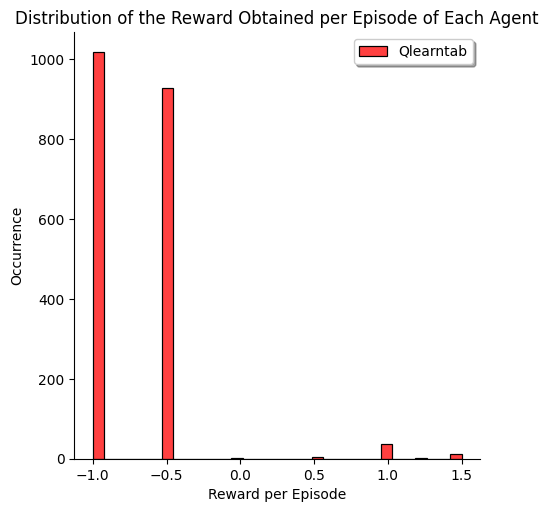 Distribution of the Reward Obtained per Episode of Each Agent
Qlearntab
Occurrence
1000
800
600
400
200
0
−1.0 −0.5 0.0 0.5 1.0 1.5
Reward per Episode